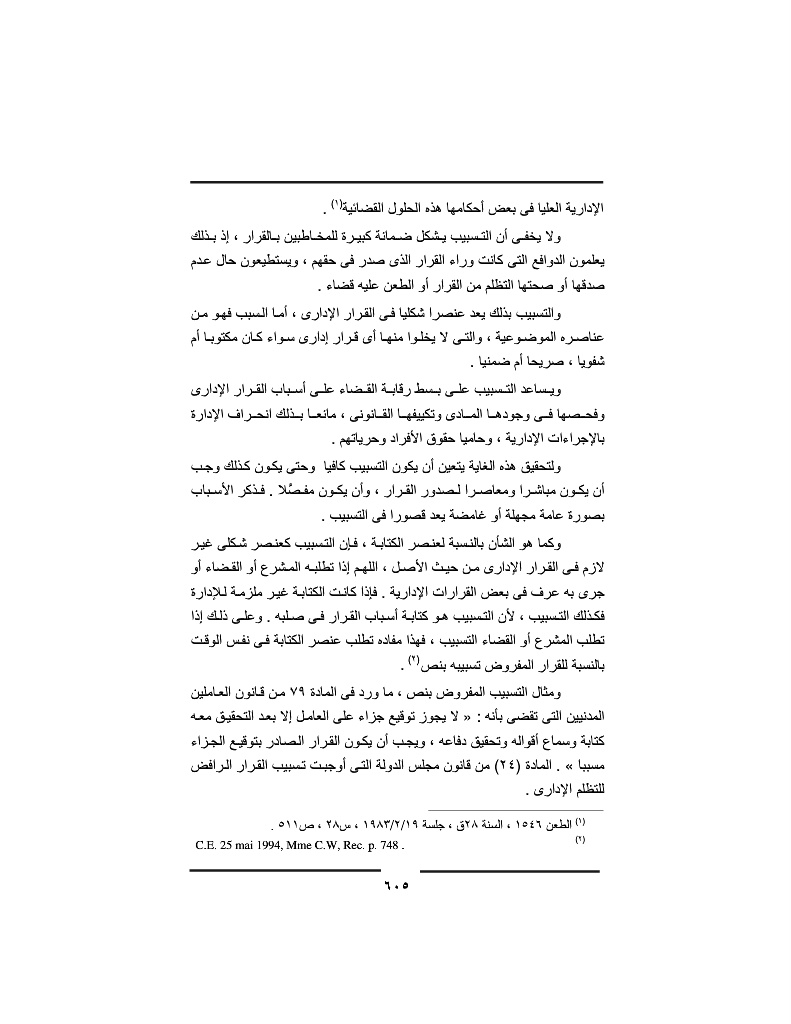 الإدارية العليا فى بعض أحكامها هذه الحلول القضائية(١) .
ولا يخفى أن التسبيب يشكل ضمانة كبيرة للمخاطبين بالقرار ، إذ بذلك
يعلمون الدوافع التى كانت وراء القرار الذى صدر فى حقهم ، ويستطيعون حال عدم
صدقها أو صحتها التظلم من القرار أو الطعن عليه قضاء .
والتسبيب بذلك يعد عنصرا شكليا فى القرار الإدارى ، أما السبب فهو من
عناصره الموضوعية ، والتى لا يخلوا منها أى قرار إدارى سواء كان مكتوبا أم
شفويا ، صريحا أم ضمنيا .
ويساعد التسبيب على بسط رقابة القضاء على أسباب القرار الإدارى
وفحصها فى وجودها المادى وتكييفها القانونى ، مانعا بذلك انحراف الإدارة
بالإجراءات الإدارية ، وحاميا حقوق الأفراد وحرياتهم .
ولتحقيق هذه الغاية يتعين أن يكون التسبيب كافيا وحتى يكون كذلك وجب
أن يكون مباشرا ومعاصرا لصدور القرار ، وأن يكون مفصَّلا . فذكر الأسباب
بصورة عامة مجهلة أو غامضة يعد قصورا فى التسبيب .
وكما هو الشأن بالنسبة لعنصر الكتابة ، فإن التسبيب كعنصر شكلى غير
لازم فى القرار الإدارى من حيث الأصل ، اللهم إذا تطلبه المشرع أو القضاء أو
جرى به عرف فى بعض القرارات الإدارية . فإذا كانت الكتابة غير ملزمة للإدارة
فكذلك التسبيب ، لأن التسبيب هو كتابة أسباب القرار فى صلبه . وعلى ذلك إذا
تطلب المشرع أو القضاء التسبيب ، فهذا مفاده تطلب عنصر الكتابة فى نفس الوقت
بالنسبة للقرار المفروض تسبيبه بنص(٢) .
ومثال التسبيب المفروض بنص ، ما ورد فى المادة ٧٩ من قانون العاملين
المدنيين التى تقضى بأنه : « لا يجوز توقيع جزاء على العامل إلا بعد التحقيق معه
كتابة وسماع أقواله وتحقيق دفاعه ، ويجب أن يكون القرار الصادر بتوقيع الجزاء
مسببا » . المادة (٢٤) من قانون مجلس الدولة التى أوجبت تسبيب القرار الرافض
للتظلم الإدارى .
(١) الطعن ١٥٤٦ ، السنة ٢٨ق ، جلسة ١٩٨٣/٢/١٩ ، س٢٨ ، ص٥١١ .
(٢) C.E. 25 mai 1994, Mme C.W, Rec. p. 748 .
٦٠٥